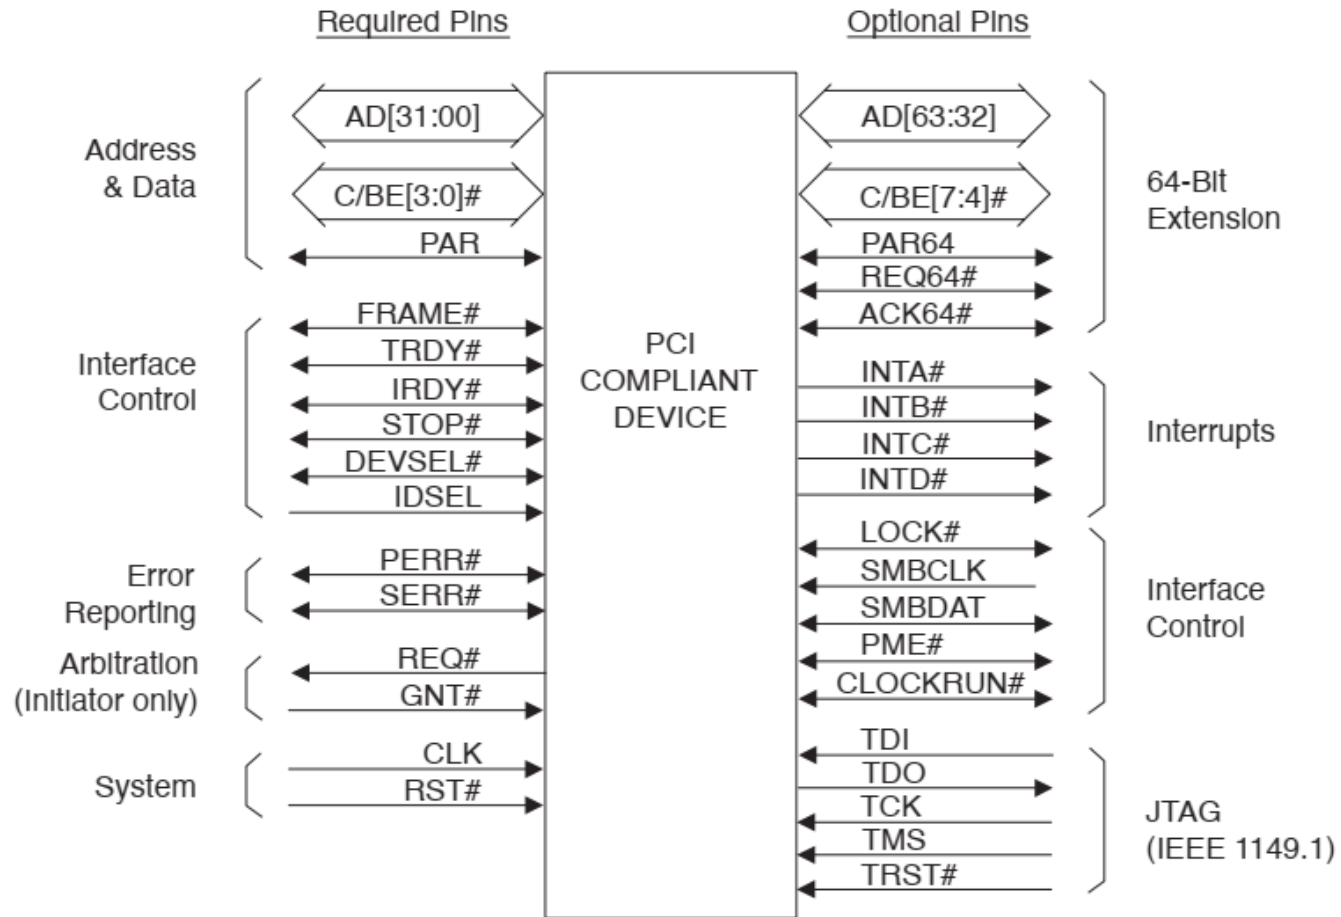 Required Pins
Optional Pins
Address
& Data
AD[31:00]
C/BE[3:0]#
PAR
Interface
Control
FRAME#
TRDY#
IRDY#
STOP#
DEVSEL#
IDSEL
Error
Reporting
PERR#
SERR#
Arbitration
(Initiator only)
REQ#
GNT#
System
CLK
RST#
PCI
COMPLIANT
DEVICE
AD[63:32]
C/BE[7:4]#
PAR64
REQ64#
ACK64#
64-Bit
Extension
INTA#
INTB#
INTC#
INTD#
Interrupts
LOCK#
SMBCLK
SMBDAT
PME#
CLOCKRUN#
Interface
Control
TDI
TDO
TCK
TMS
TRST#
JTAG
(IEEE 1149.1)